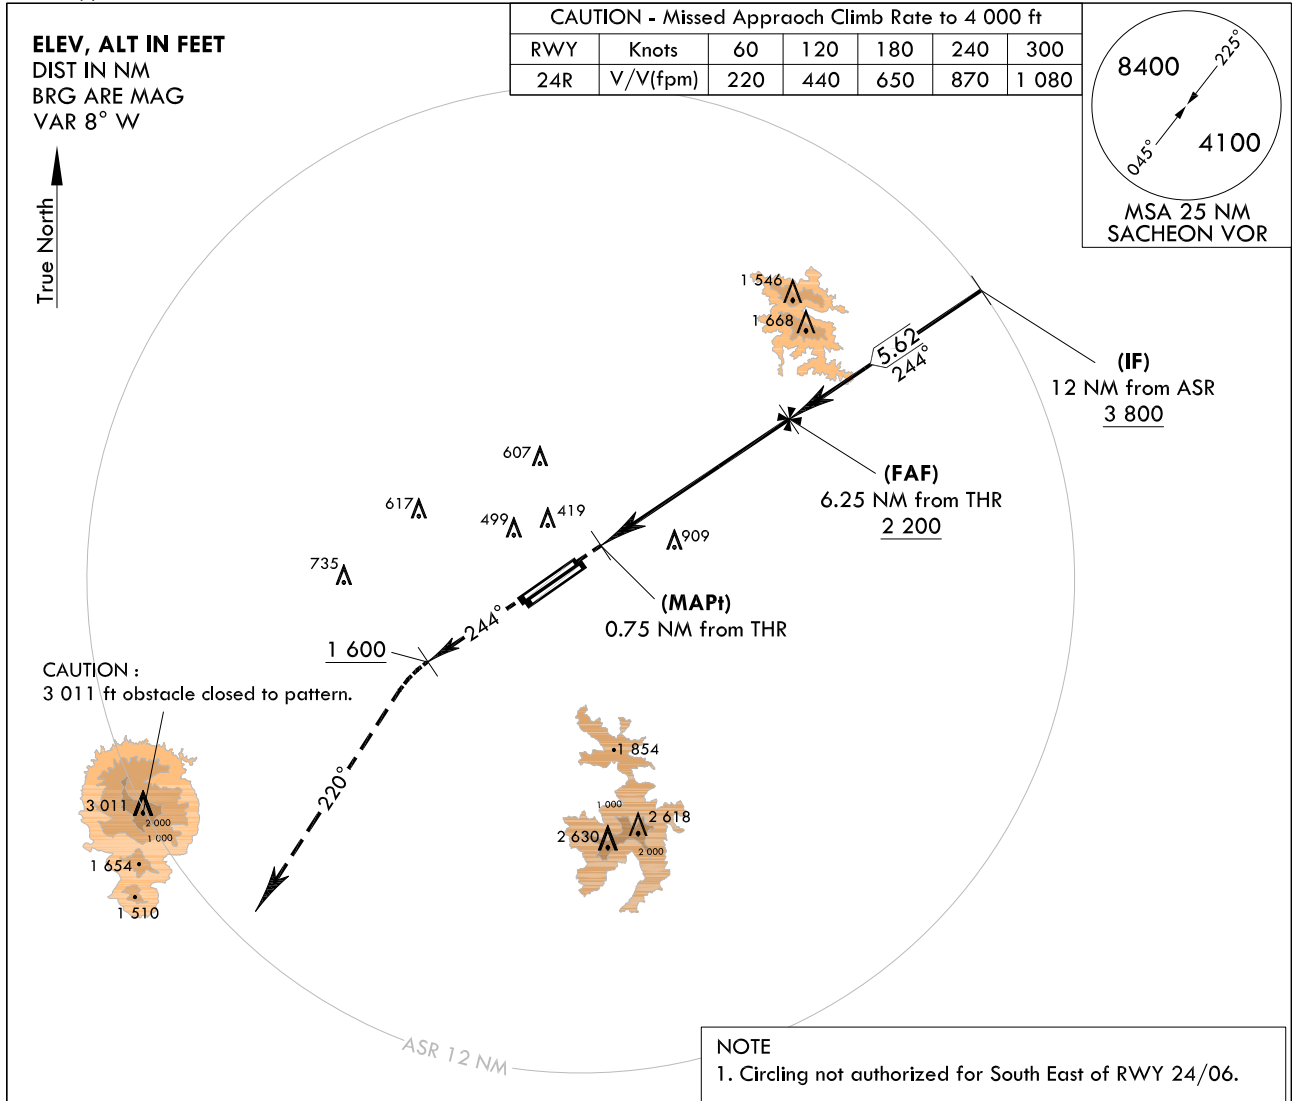 CAUTION - Missed Appraoch Climb Rate to 4 000 ft
RWY Knots 60 120 180 240 300
24R V/V(fpm) 220 440 650 870 1 080
ELEV, ALT IN FEET
DIST IN NM
BRG ARE MAG
VAR 8° W
True North
8400
225°
045°
4100
MSA 25 NM
SACHEON VOR
1 546
1 668
5.62
244°
(IF)
12 NM from ASR
3 800
(FAF)
6.25 NM from THR
2 200
607
617
499
419
909
735
(MAPt)
0.75 NM from THR
244°
1 600
CAUTION :
3 011 ft obstacle closed to pattern.
220°
3 011
2 000
1 000
1 654
1 510
1 854
1 000
2 618
2 630
2 000
ASR 12 NM
NOTE
1. Circling not authorized for South East of RWY 24/06.